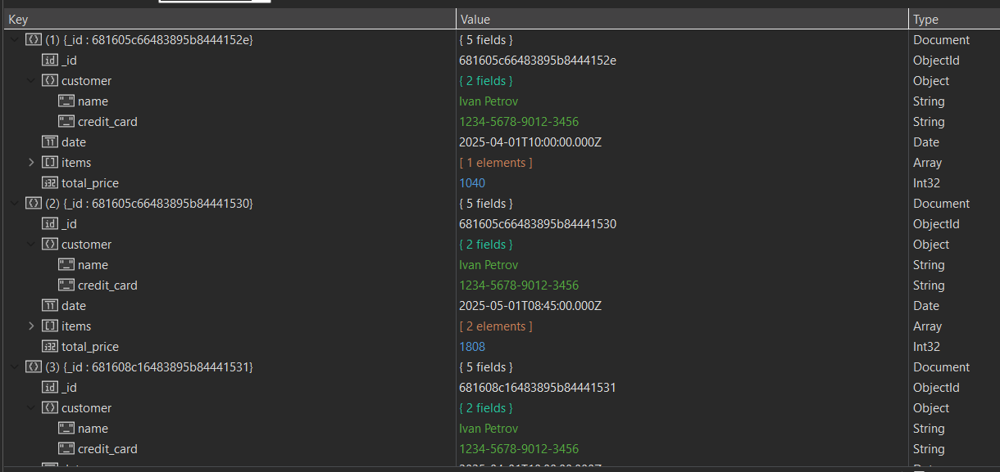 Key Value Type
(1) {_id : 681605c66483895b8444152e} { 5 fields } Document
_id 681605c66483895b8444152e ObjectId
customer { 2 fields } Object
name Ivan Petrov String
credit_card 1234-5678-9012-3456 String
date 2025-04-01T10:00:00.000Z Date
items [ 1 elements ] Array
total_price 1040 Int32
(2) {_id : 681605c66483895b84441530} { 5 fields } Document
_id 681605c66483895b84441530 ObjectId
customer { 2 fields } Object
name Ivan Petrov String
credit_card 1234-5678-9012-3456 String
date 2025-05-01T08:45:00.000Z Date
items [ 2 elements ] Array
total_price 1808 Int32
(3) {_id : 681608c16483895b84441531} { 5 fields } Document
_id 681608c16483895b84441531 ObjectId
customer { 2 fields } Object
name Ivan Petrov String
credit_card 1234-5678-9012-3456 String